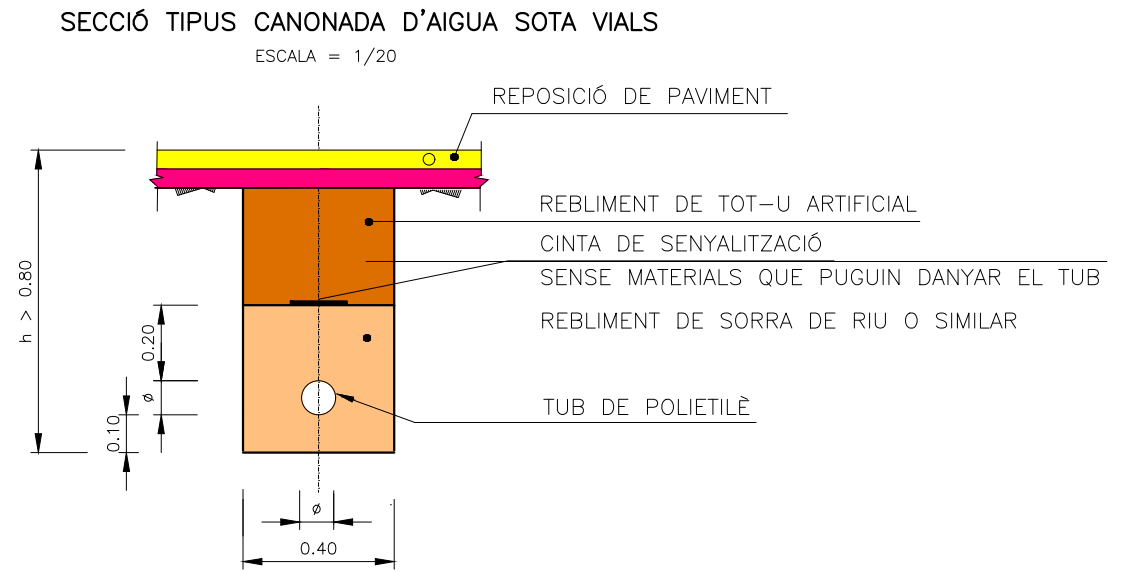 SECCIÓ TIPUS CANONADA D'AIGUA SOTA VIALS
ESCALA = 1/20
REPOSICIÓ DE PAVIMENT
REBLIMENT DE TOT-U ARTIFICIAL
CINTA DE SENYALITZACIÓ
SENSE MATERIALS QUE PUGUIN DANYAR EL TUB
REBLIMENT DE SORRA DE RIU O SIMILAR
TUB DE POLIETILÈ
h > 0.80
0.20
ø
0.10
ø
0.40